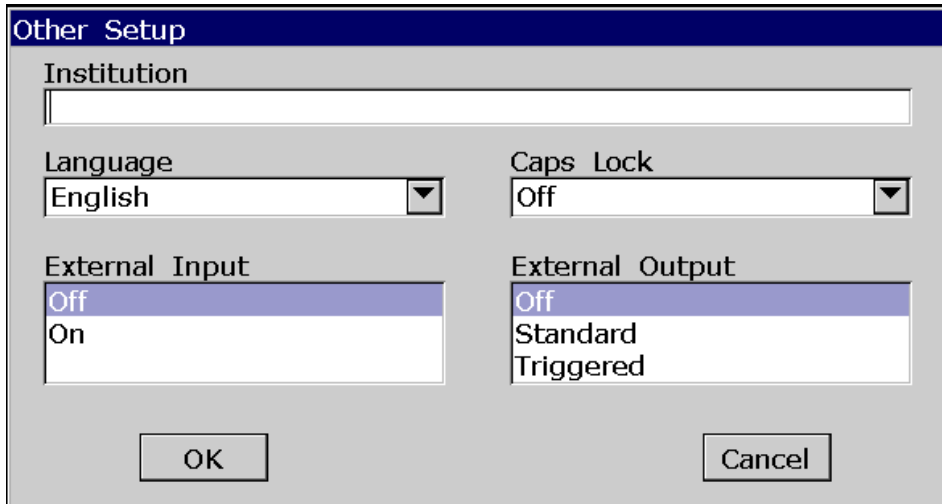 Other Setup
Institution
Language
Caps Lock
English
Off
External Input
External Output
Off
On
Off
Standard
Triggered
OK
Cancel